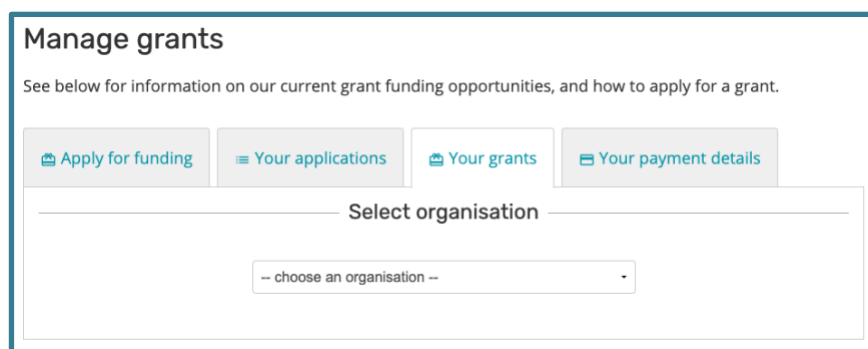 Manage grants
See below for information on our current grant funding opportunities, and how to apply for a grant.
Apply for funding
Your applications
Your grants
Your payment details
Select organisation
-- choose an organisation --